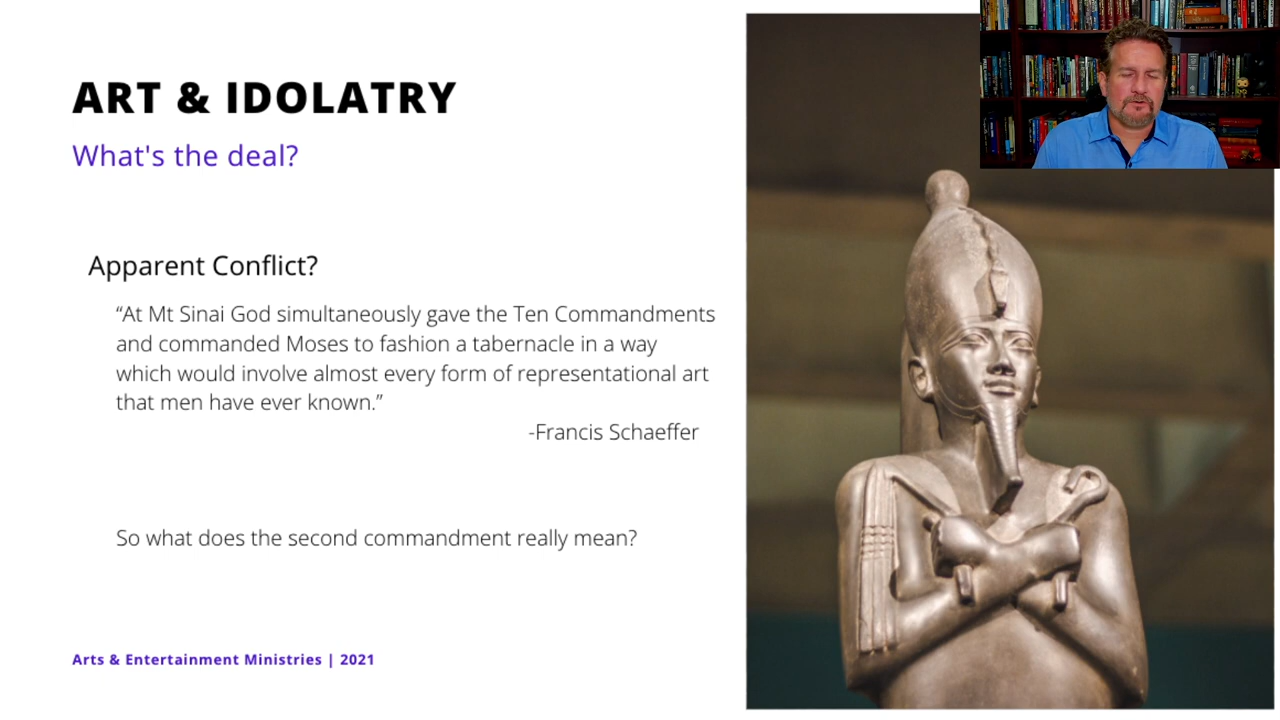 ART & IDOLATRY
What's the deal?
Apparent Conflict?
“At Mt Sinai God simultaneously gave the Ten Commandments
and commanded Moses to fashion a tabernacle in a way
which would involve almost every form of representational art
that men have ever known.”
-Francis Schaeffer
So what does the second commandment really mean?
Arts & Entertainment Ministries | 2021